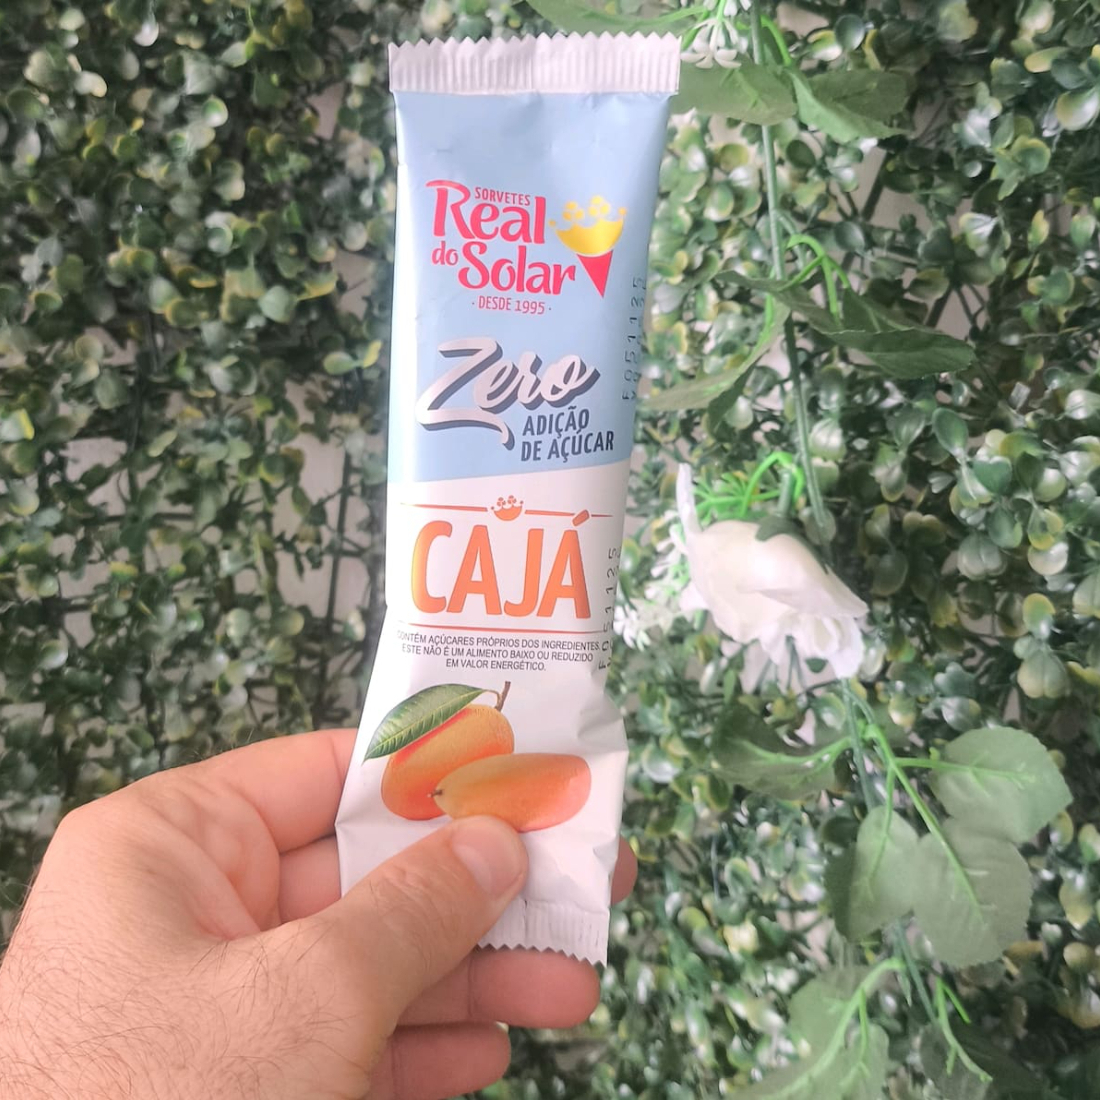 SORVETES
Real
do Solar
· DESDE 1995 ·
Zero
ADIÇÃO
DE AÇÚCAR
CAJÁ
CONTÉM AÇÚCARES PRÓPRIOS DOS INGREDIENTES.
ESTE NÃO É UM ALIMENTO BAIXO OU REDUZIDO
EM VALOR ENERGÉTICO.